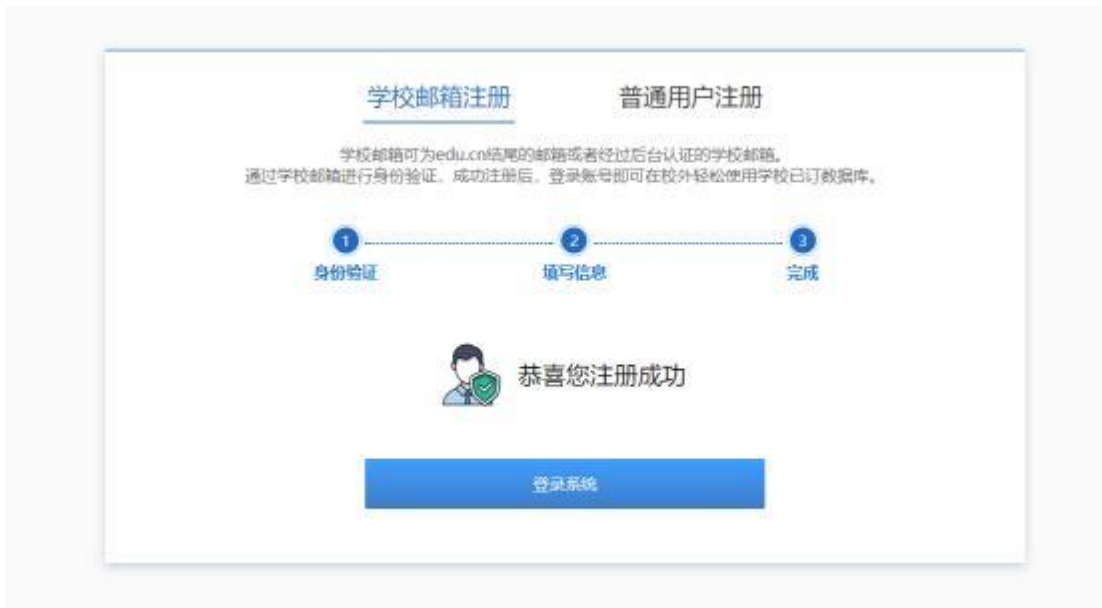 学校邮箱注册 普通用户注册
学校邮箱可为edu.cn结尾的邮箱或者经过后台认证的学校邮箱。
通过学校邮箱进行身份验证、成功注册后、登录账号即可在校外轻松使用学校已订数据库。
1 2 3
身份验证 填写信息 完成
恭喜您注册成功
登录系统